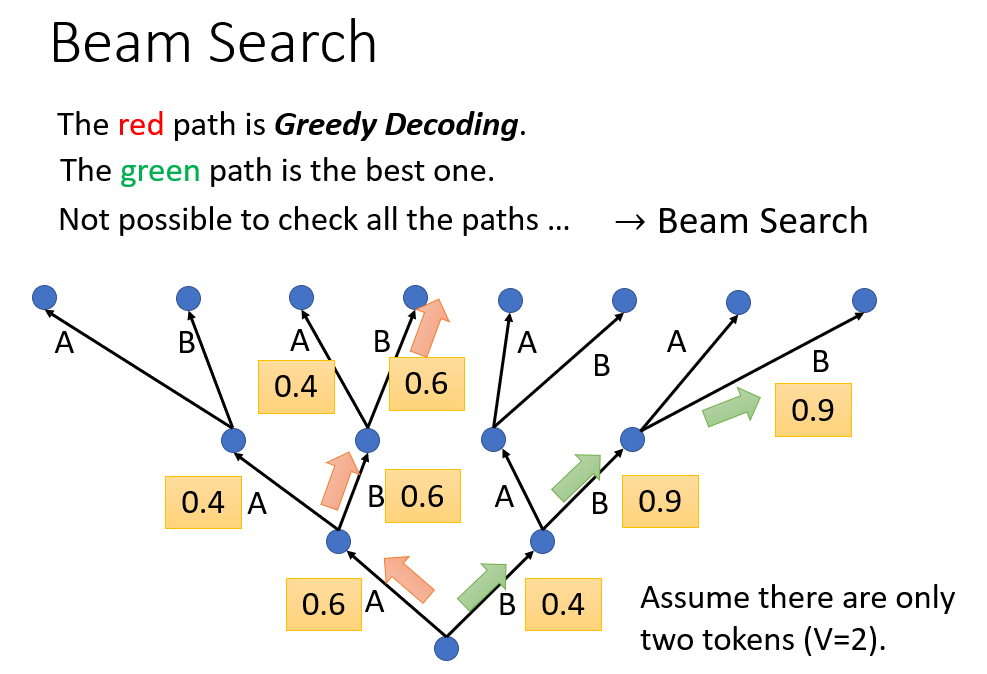 Beam Search
The red path is Greedy Decoding.
The green path is the best one.
Not possible to check all the paths … → Beam Search
A B A B A B A B
0.4 0.6 0.9
0.4 A B 0.6 A B 0.9
0.6 A B 0.4
Assume there are only
two tokens (V=2).